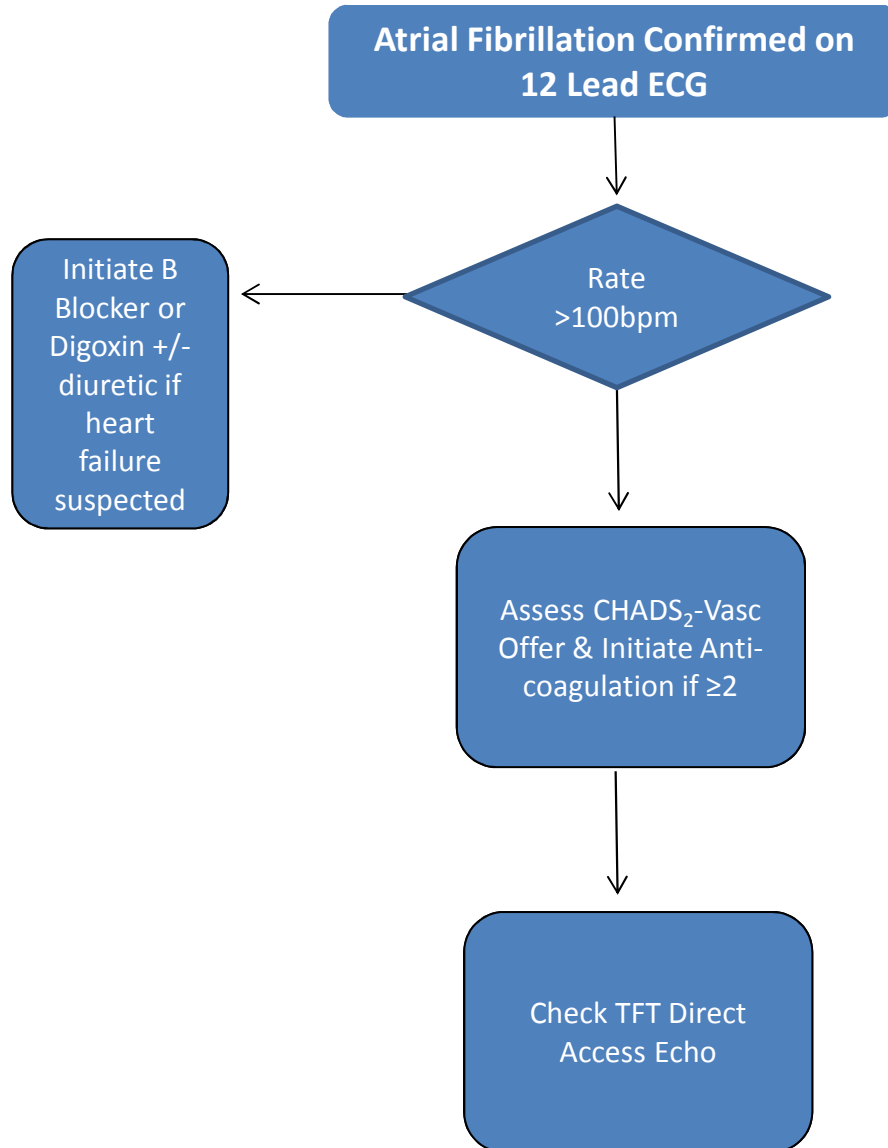 Atrial Fibrillation Confirmed on
12 Lead ECG
Rate
>100bpm
Initiate B
Blocker or
Digoxin +/-
diuretic if
heart
failure
suspected
Assess CHADS₂-Vasc
Offer & Initiate Anti-
coagulation if ≥2
Check TFT Direct
Access Echo